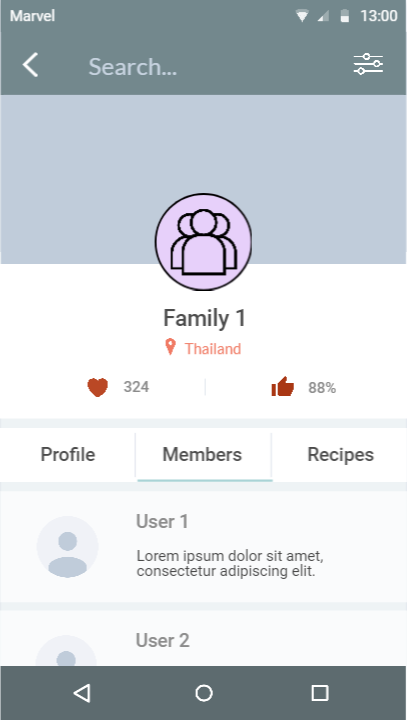 Marvel 13:00
Search...
Family 1
Thailand
324 88%
Profile Members Recipes
User 1
Lorem ipsum dolor sit amet,
consectetur adipiscing elit.
User 2